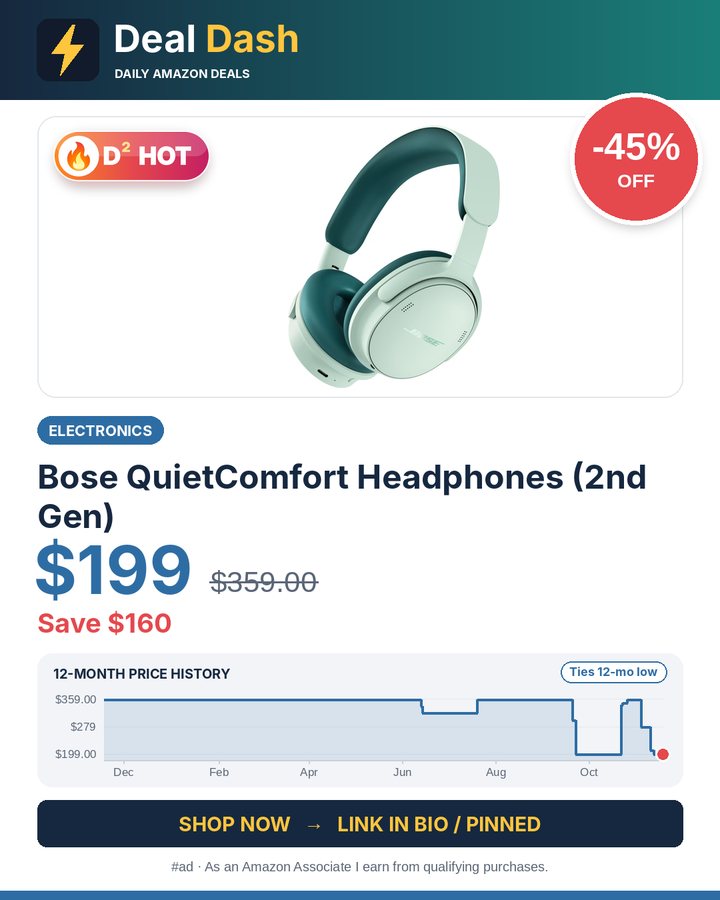 Deal Dash
DAILY AMAZON DEALS
D² HOT
-45%
OFF
BOSE
ELECTRONICS
Bose QuietComfort Headphones (2nd
Gen)
$199 $359.00
Save $160
12-MONTH PRICE HISTORY
Ties 12-mo low
$359.00
$279
$199.00
Dec Feb Apr Jun Aug Oct
SHOP NOW → LINK IN BIO / PINNED
#ad · As an Amazon Associate I earn from qualifying purchases.